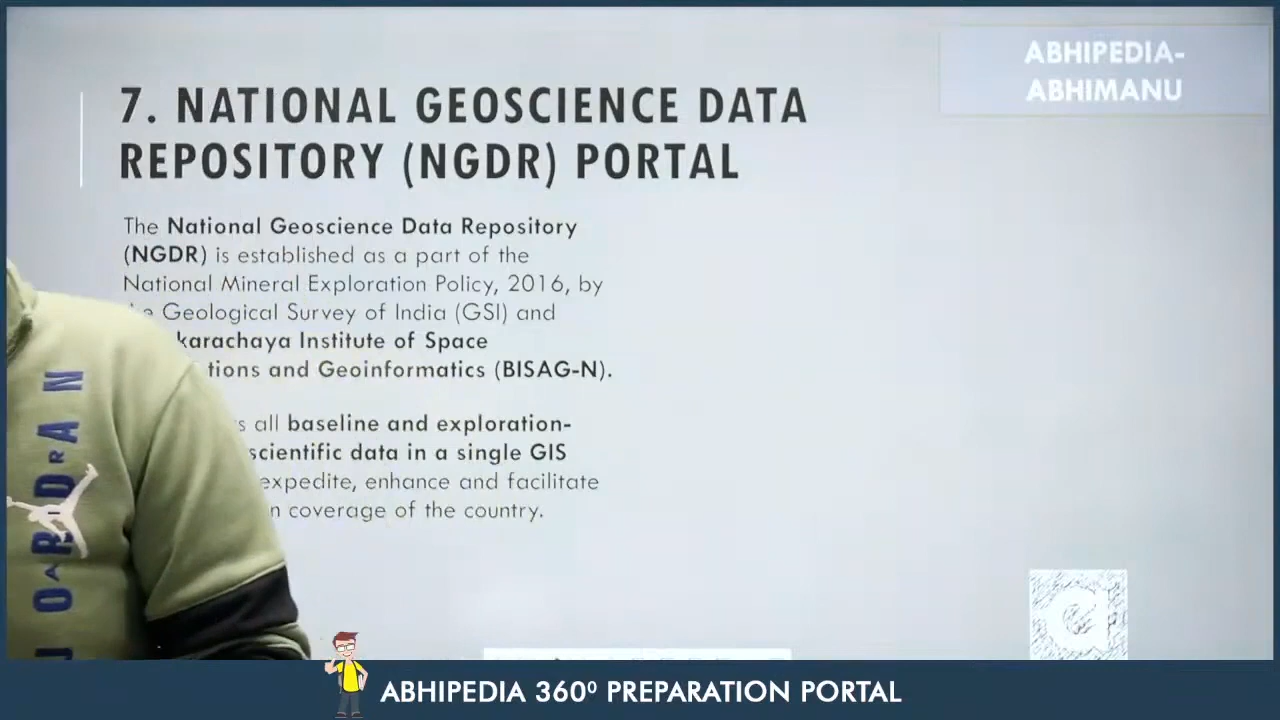 ABHIPEDIA-
ABHIMANU
7. NATIONAL GEOSCIENCE DATA
REPOSITORY (NGDR) PORTAL
The National Geoscience Data Repository
(NGDR) is established as a part of the
National Mineral Exploration Policy, 2016, by
Geological Survey of India (GSI) and
karachaya Institute of Space
tions and Geoinformatics (BISAG-N).
s all baseline and exploration-
scientific data in a single GIS
expedite, enhance and facilitate
n coverage of the country.
JORDAN
ABHIPEDIA 360⁰ PREPARATION PORTAL